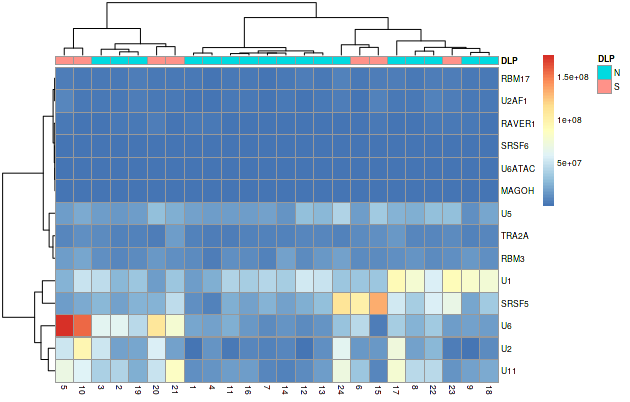 DLP
RBM17
U2AF1
RAVER1
SRSF6
U6ATAC
MAGOH
U5
TRA2A
RBM3
U1
SRSF5
U6
U2
U11
5 10 3 2 19 20 21 1 4 11 16 7 14 12 13 24 6 15 17 8 22 23 9 18
1.5e+08
1e+08
5e+07
DLP
N
S